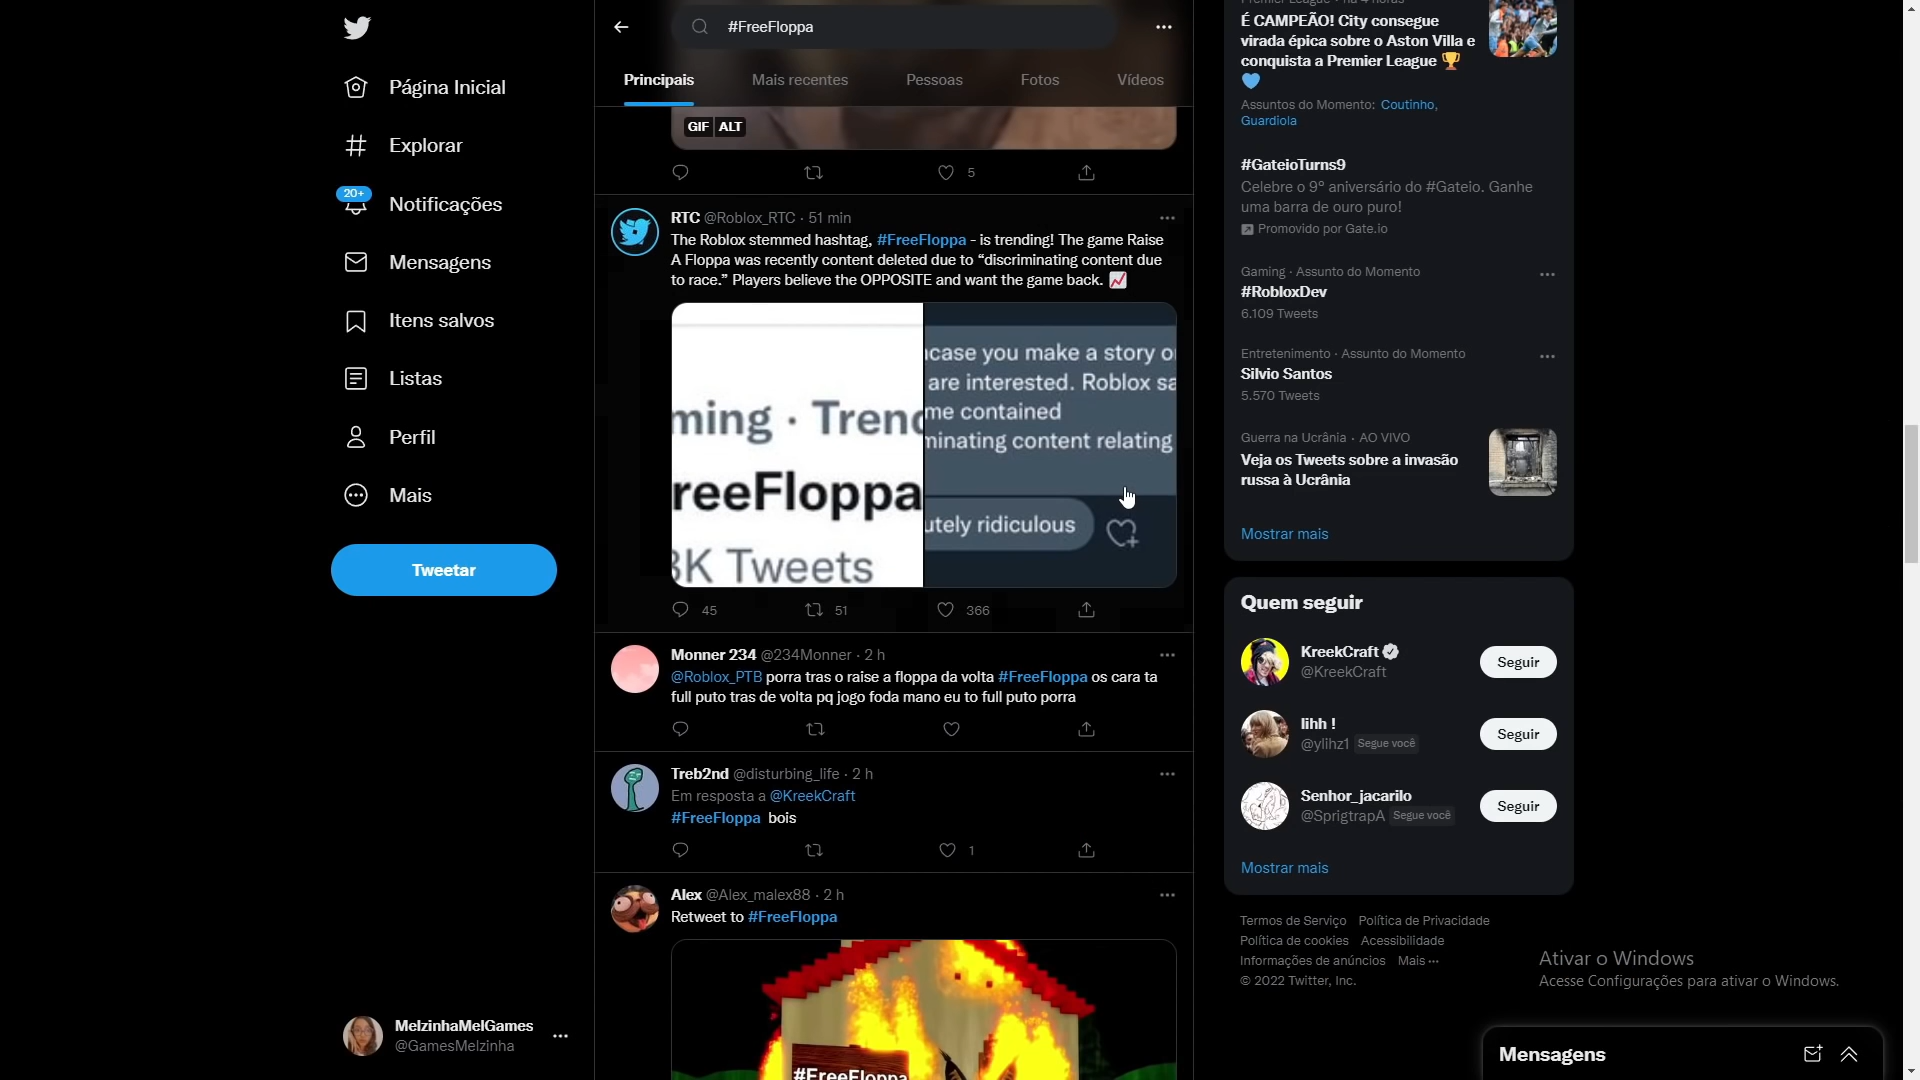 Página Inicial
Explorar
20+
Notificações
Mensagens
Itens salvos
Listas
Perfil
Mais
Tweetar
MelzinhaMelGames
@GamesMelzinha
#FreeFloppa
Principais
Mais recentes
Pessoas
Fotos
Vídeos
GIF ALT
5
RTC @Roblox_RTC · 51 min
The Roblox stemmed hashtag, #FreeFloppa - is trending! The game Raise
A Floppa was recently content deleted due to “discriminating content due
to race.” Players believe the OPPOSITE and want the game back.
ming · Trend
reeFloppa
3K Tweets
ncase you make a story or
are interested. Roblox sa
me contained
minating content relating
utely ridiculous
45
51
366
Monner 234 @234Monner · 2 h
@Roblox_PTB porra tras o raise a floppa da volta #FreeFloppa os cara ta
full puto tras de volta pq jogo foda mano eu to full puto porra
Treb2nd @disturbing_life · 2 h
Em resposta a @KreekCraft
#FreeFloppa bois
1
Alex @Alex_malex88 · 2 h
Retweet to #FreeFloppa
#FreeFloppa
Premier League · há 4 horas
É CAMPEÃO! City consegue
virada épica sobre o Aston Villa e
conquista a Premier League
Assuntos do Momento: Coutinho,
Guardiola
#GateioTurns9
Celebre o 9º aniversário do #Gateio. Ganhe
uma barra de ouro puro!
Promovido por Gate.io
Gaming · Assunto do Momento
#RobloxDev
6.109 Tweets
Entretenimento · Assunto do Momento
Silvio Santos
5.570 Tweets
Guerra na Ucrânia · AO VIVO
Veja os Tweets sobre a invasão
russa à Ucrânia
Mostrar mais
Quem seguir
KreekCraft
@KreekCraft
Seguir
lihh !
@ylihz1 Segue você
Seguir
Senhor_jacarilo
@SprigtrapA Segue você
Seguir
Mostrar mais
Termos de Serviço Política de Privacidade
Política de cookies Acessibilidade
Informações de anúncios Mais ···
© 2022 Twitter, Inc.
Ativar o Windows
Acesse Configurações para ativar o Windows.
Mensagens